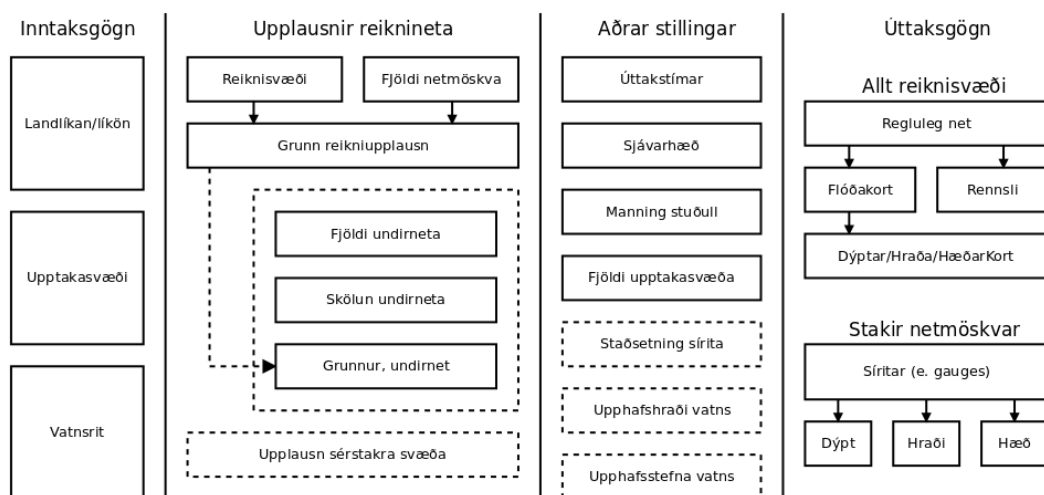 Inntaksgögn
Landlíkan/líkön
Upptakasvæði
Vatnsrit
Upplausnir reiknineta
Reiknisvæði
Fjöldi netmöskva
Grunn reikniupplausn
Fjöldi undirneta
Skölun undirneta
Grunnur, undirnet
Upplausn sérstakra svæða
Aðrar stillingar
Úttakstímar
Sjávarhæð
Manning stuðull
Fjöldi upptakasvæða
Staðsetning sírita
Upphafshraði vatns
Upphafsstefna vatns
Úttaksgögn
Allt reiknisvæði
Regluleg net
Flóðakort
Rennsli
Dýptar/Hraða/HæðarKort
Stakir netmöskvar
Síritar (e. gauges)
Dýpt
Hraði
Hæð